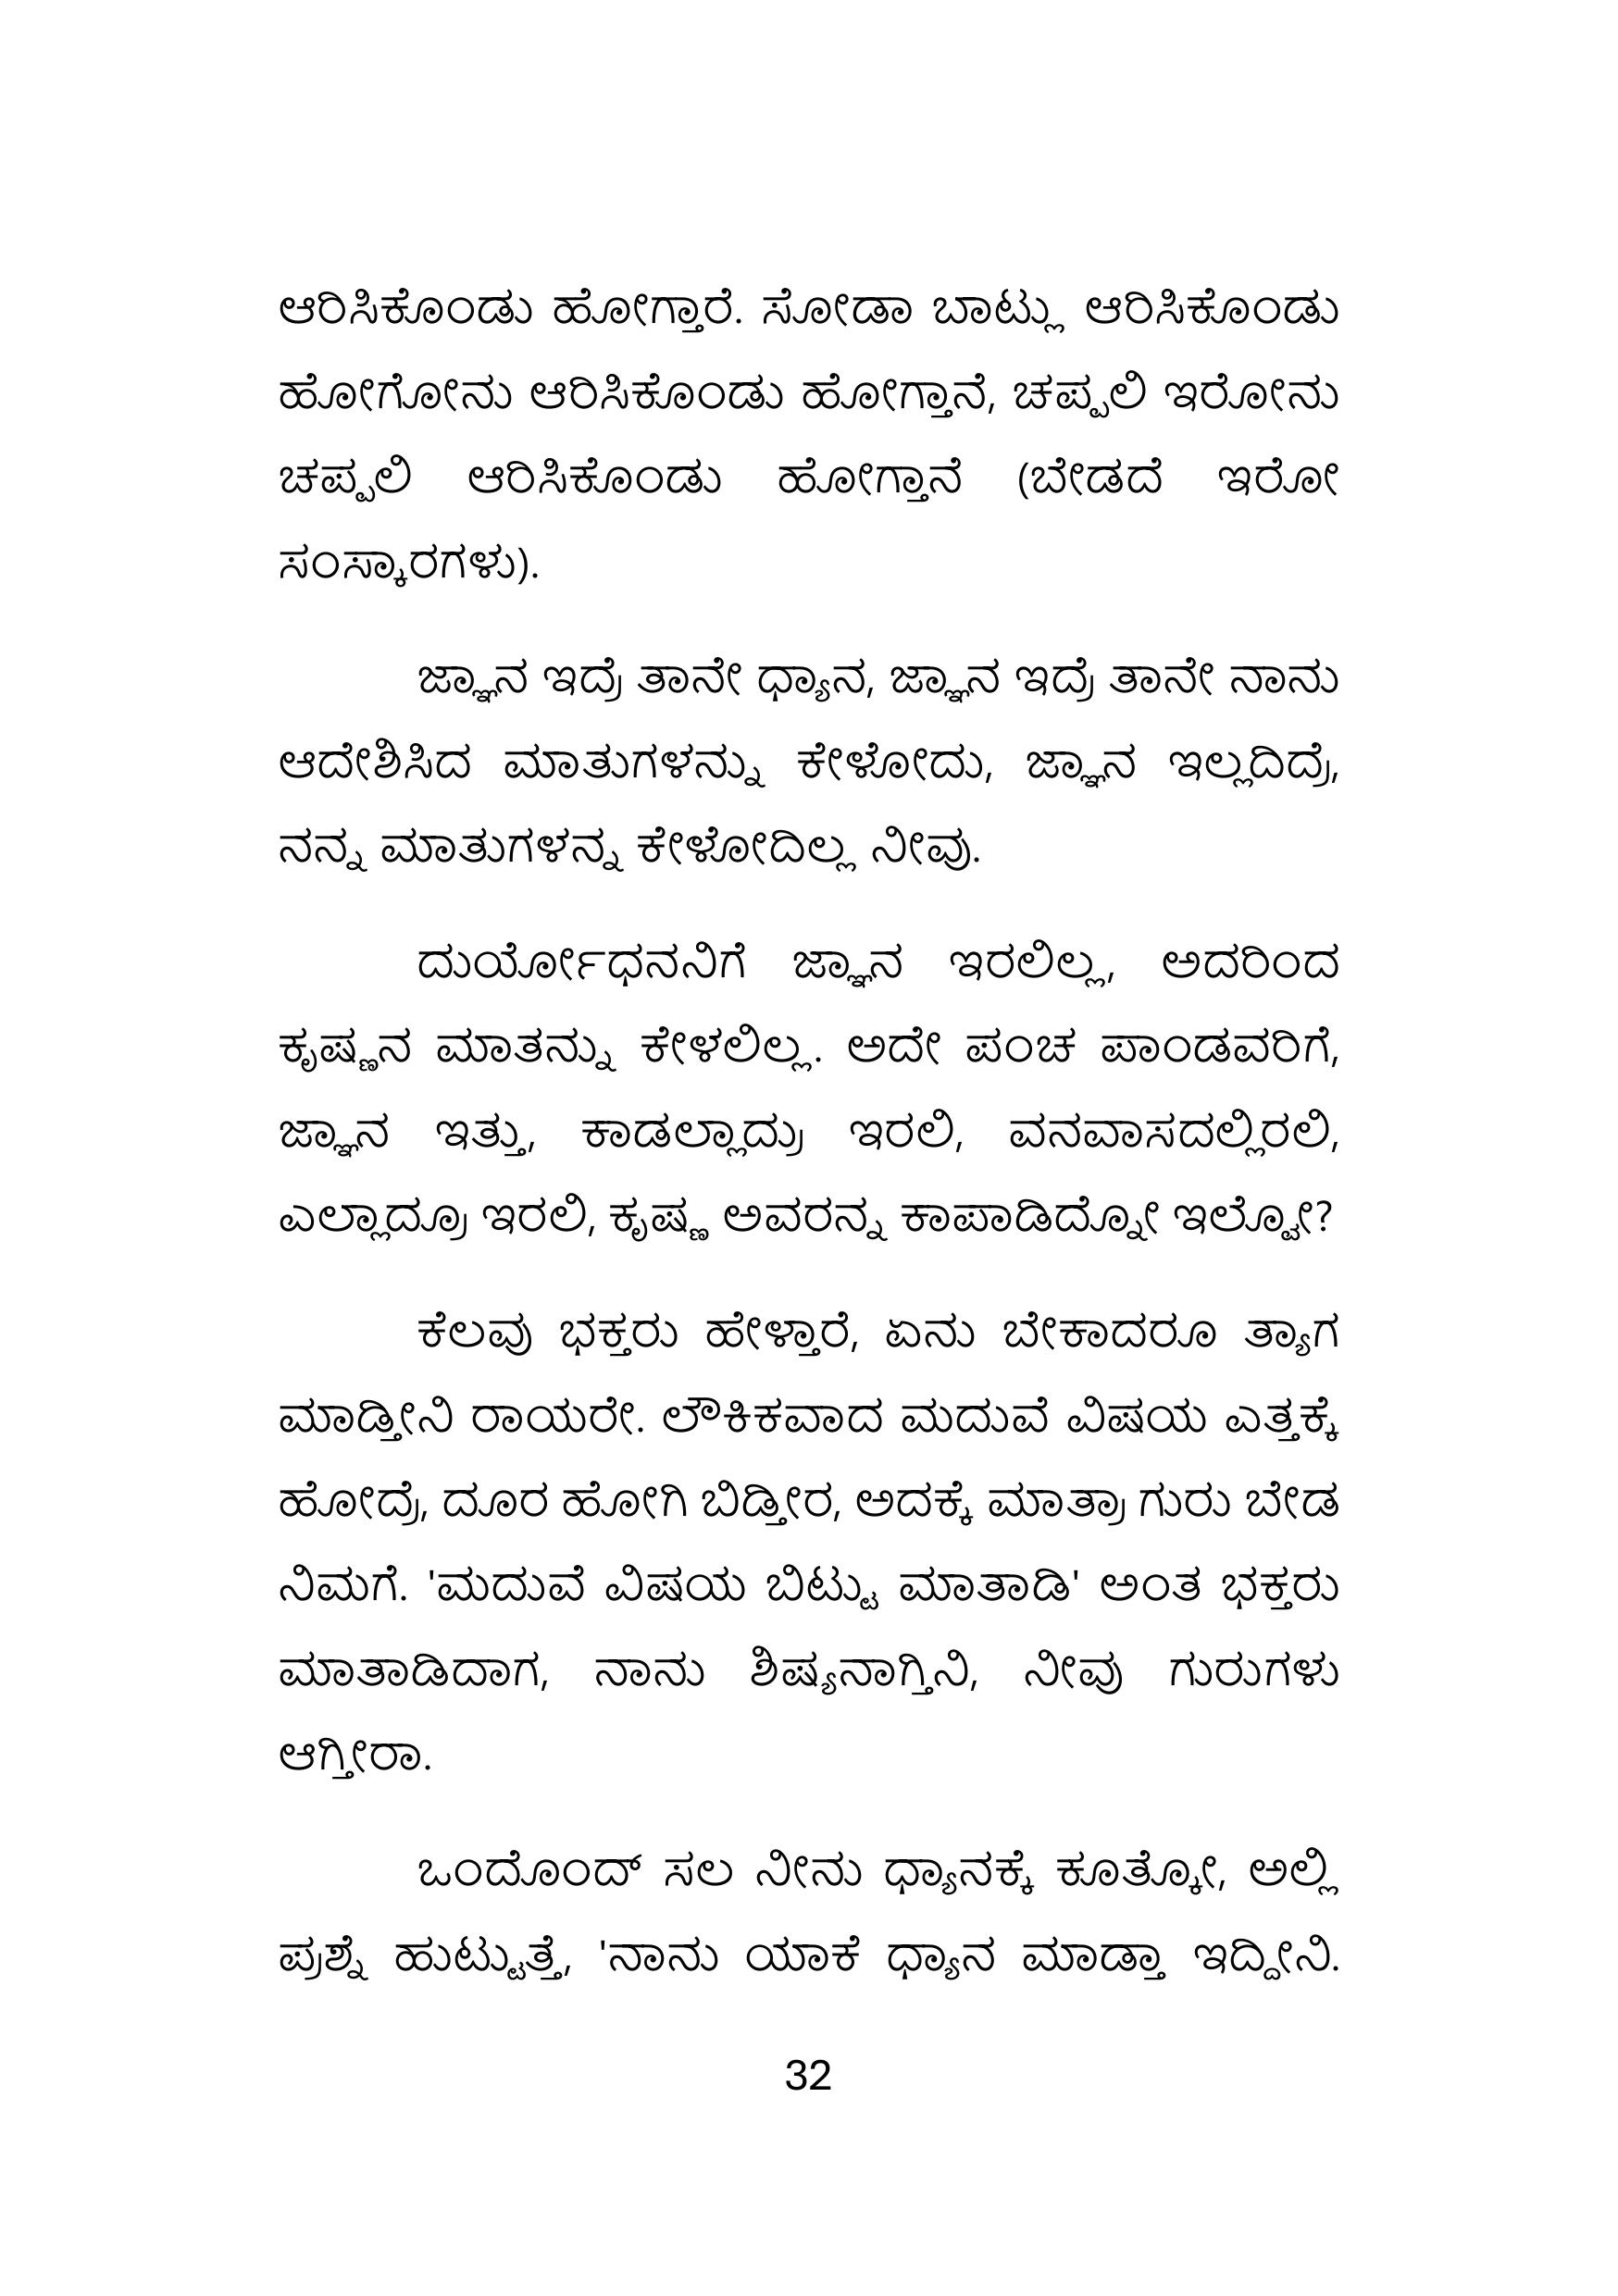 ಆರಿಸಿಕೊಂಡು ಹೋಗ್ತಾರೆ. ಸೋಡಾ ಬಾಟ್ಲು ಆರಿಸಿಕೊಂಡು
ಹೋಗೋನು ಆರಿಸಿಕೊಂಡು ಹೋಗ್ತಾನೆ, ಚಪ್ಪಲಿ ಇರೋನು
ಚಪ್ಪಲಿ ಆರಿಸಿಕೊಂಡು ಹೋಗ್ತಾನೆ (ಬೇಡದೆ ಇರೋ
ಸಂಸ್ಕಾರಗಳು).
ಜ್ಞಾನ ಇದ್ರೆ ತಾನೇ ಧ್ಯಾನ, ಜ್ಞಾನ ಇದ್ರೆ ತಾನೇ ನಾನು
ಆದೇಶಿಸಿದ ಮಾತುಗಳನ್ನು ಕೇಳೋದು, ಜ್ಞಾನ ಇಲ್ಲದಿದ್ರೆ,
ನನ್ನ ಮಾತುಗಳನ್ನ ಕೇಳೋದಿಲ್ಲ ನೀವು.
ದುರ್ಯೋಧನನಿಗೆ ಜ್ಞಾನ ಇರಲಿಲ್ಲ, ಅದರಿಂದ
ಕೃಷ್ಣನ ಮಾತನ್ನು ಕೇಳಲಿಲ್ಲ. ಅದೇ ಪಂಚ ಪಾಂಡವರಿಗೆ,
ಜ್ಞಾನ ಇತ್ತು, ಕಾಡಲ್ಲಾದ್ರು ಇರಲಿ, ವನವಾಸದಲ್ಲಿರಲಿ,
ಎಲ್ಲಾದ್ರೂ ಇರಲಿ, ಕೃಷ್ಣ ಅವರನ್ನ ಕಾಪಾಡಿದ್ನೋ ಇಲ್ವೋ?
ಕೆಲವು ಭಕ್ತರು ಹೇಳ್ತಾರೆ, ಏನು ಬೇಕಾದರೂ ತ್ಯಾಗ
ಮಾಡ್ತೀನಿ ರಾಯರೇ. ಲೌಕಿಕವಾದ ಮದುವೆ ವಿಷಯ ಎತ್ತಕ್ಕೆ
ಹೋದ್ರೆ, ದೂರ ಹೋಗಿ ಬಿಡ್ತೀರ, ಅದಕ್ಕೆ ಮಾತ್ರಾ ಗುರು ಬೇಡ
ನಿಮಗೆ. 'ಮದುವೆ ವಿಷಯ ಬಿಟ್ಟು ಮಾತಾಡಿ' ಅಂತ ಭಕ್ತರು
ಮಾತಾಡಿದಾಗ, ನಾನು ಶಿಷ್ಯನಾಗ್ತಿನಿ, ನೀವು ಗುರುಗಳು
ಆಗ್ತೀರಾ.
ಒಂದೊಂದ್ ಸಲ ನೀನು ಧ್ಯಾನಕ್ಕೆ ಕೂತ್ಕೋ, ಅಲ್ಲಿ
ಪ್ರಶ್ನೆ ಹುಟ್ಟುತ್ತೆ, 'ನಾನು ಯಾಕೆ ಧ್ಯಾನ ಮಾಡ್ತಾ ಇದ್ದೀನಿ.
32